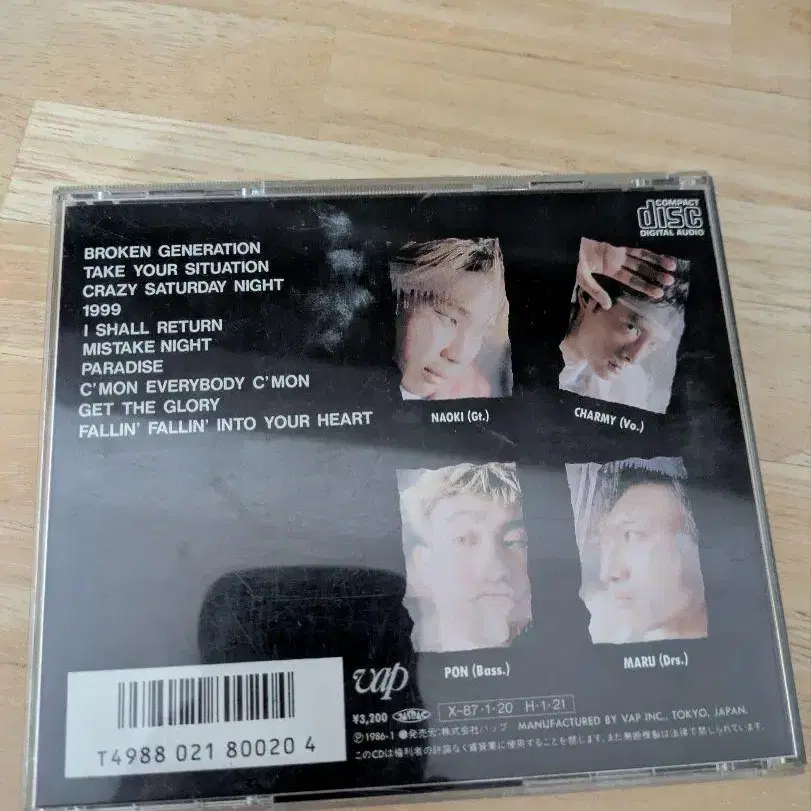 COMPACT
disc
DIGITAL AUDIO
BROKEN GENERATION
TAKE YOUR SITUATION
CRAZY SATURDAY NIGHT
1999
I SHALL RETURN
MISTAKE NIGHT
PARADISE
C'MON EVERYBODY C'MON
GET THE GLORY
FALLIN' FALLIN' INTO YOUR HEART
NAOKI (Gt.)
CHARMY (Vo.)
PON (Bass.)
MARU (Drs.)
vap
¥3,200
X-87・1・20 H・1・21
Ⓟ1986-1 ●発売元:株式会社バップ MANUFACTURED BY VAP INC., TOKYO, JAPAN.
このCDは権利者の許諾なく賃貸業に使用することを禁じます。また無断複製は法律で禁じられています。
T4988 021 80020 4